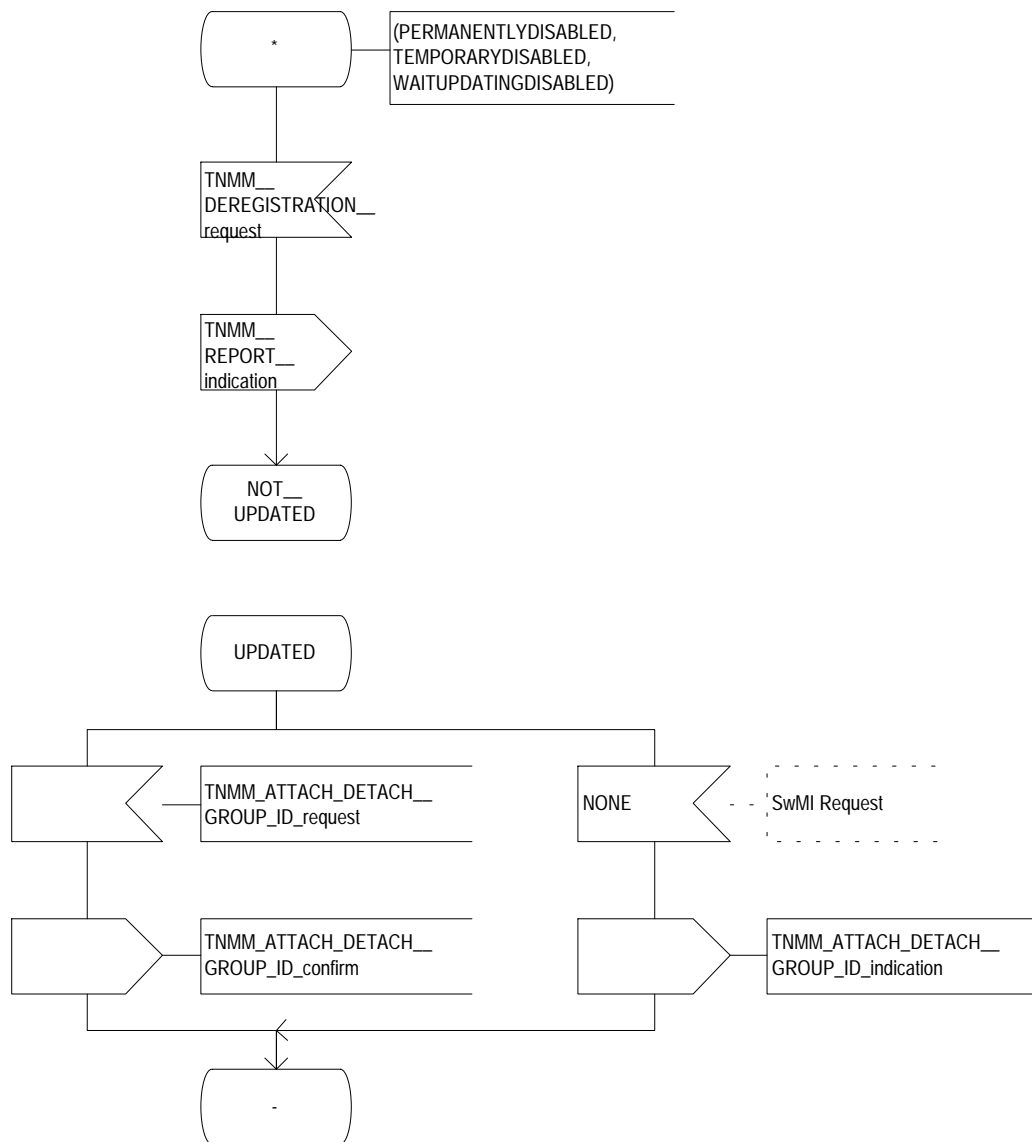 *
(PERMANENTLYDISABLED,
TEMPORARYDISABLED,
WAITUPDATINGDISABLED)
TNMM__
DEREGISTRATION__
request
TNMM__
REPORT__
indication
NOT__
UPDATED
UPDATED
TNMM_ATTACH_DETACH__
GROUP_ID_request
NONE
SwMI Request
TNMM_ATTACH_DETACH__
GROUP_ID_confirm
TNMM_ATTACH_DETACH__
GROUP_ID_indication
-